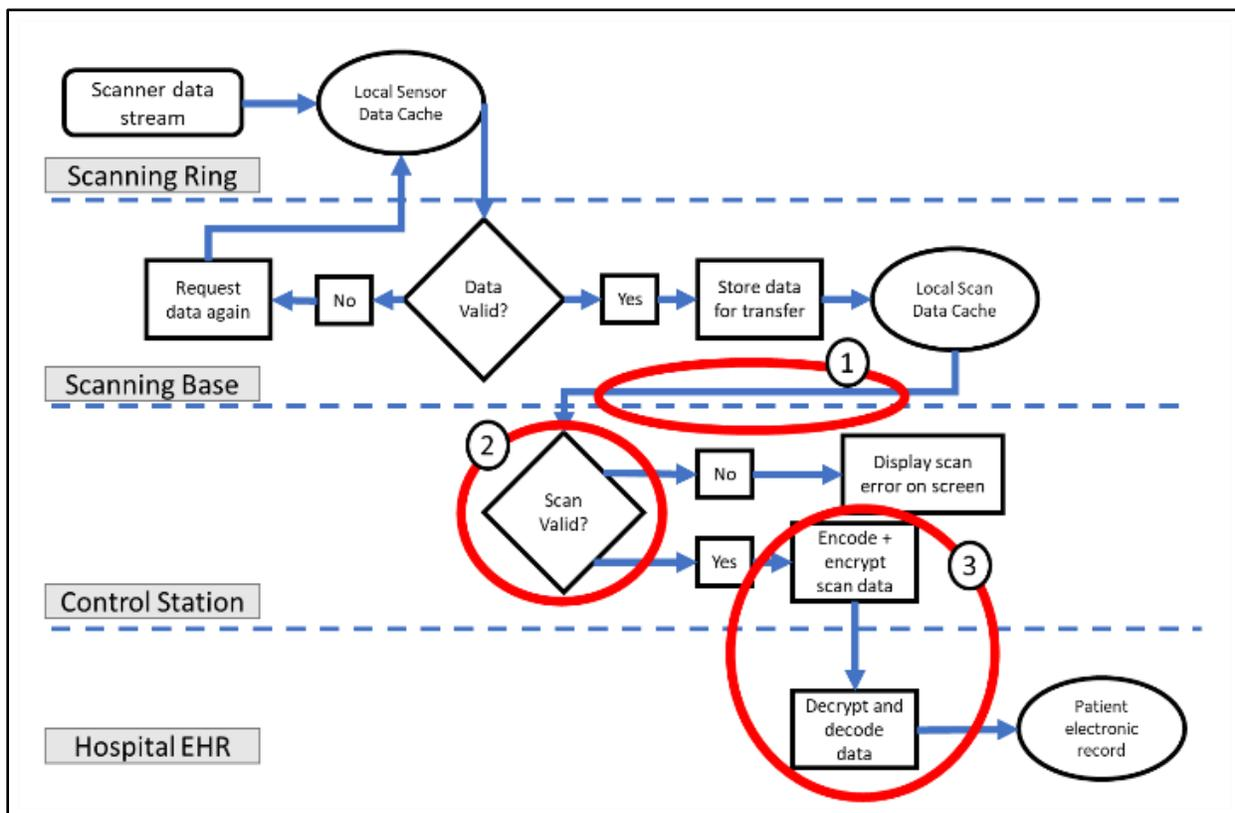 Scanner data
stream
Local Sensor
Data Cache
Scanning Ring
Request
data again
No
Data
Valid?
Yes
Store data
for transfer
Local Scan
Data Cache
Scanning Base
1
2
Scan
Valid?
No
Display scan
error on screen
Yes
Encode +
encrypt
scan data
3
Control Station
Decrypt and
decode
data
Patient
electronic
record
Hospital EHR